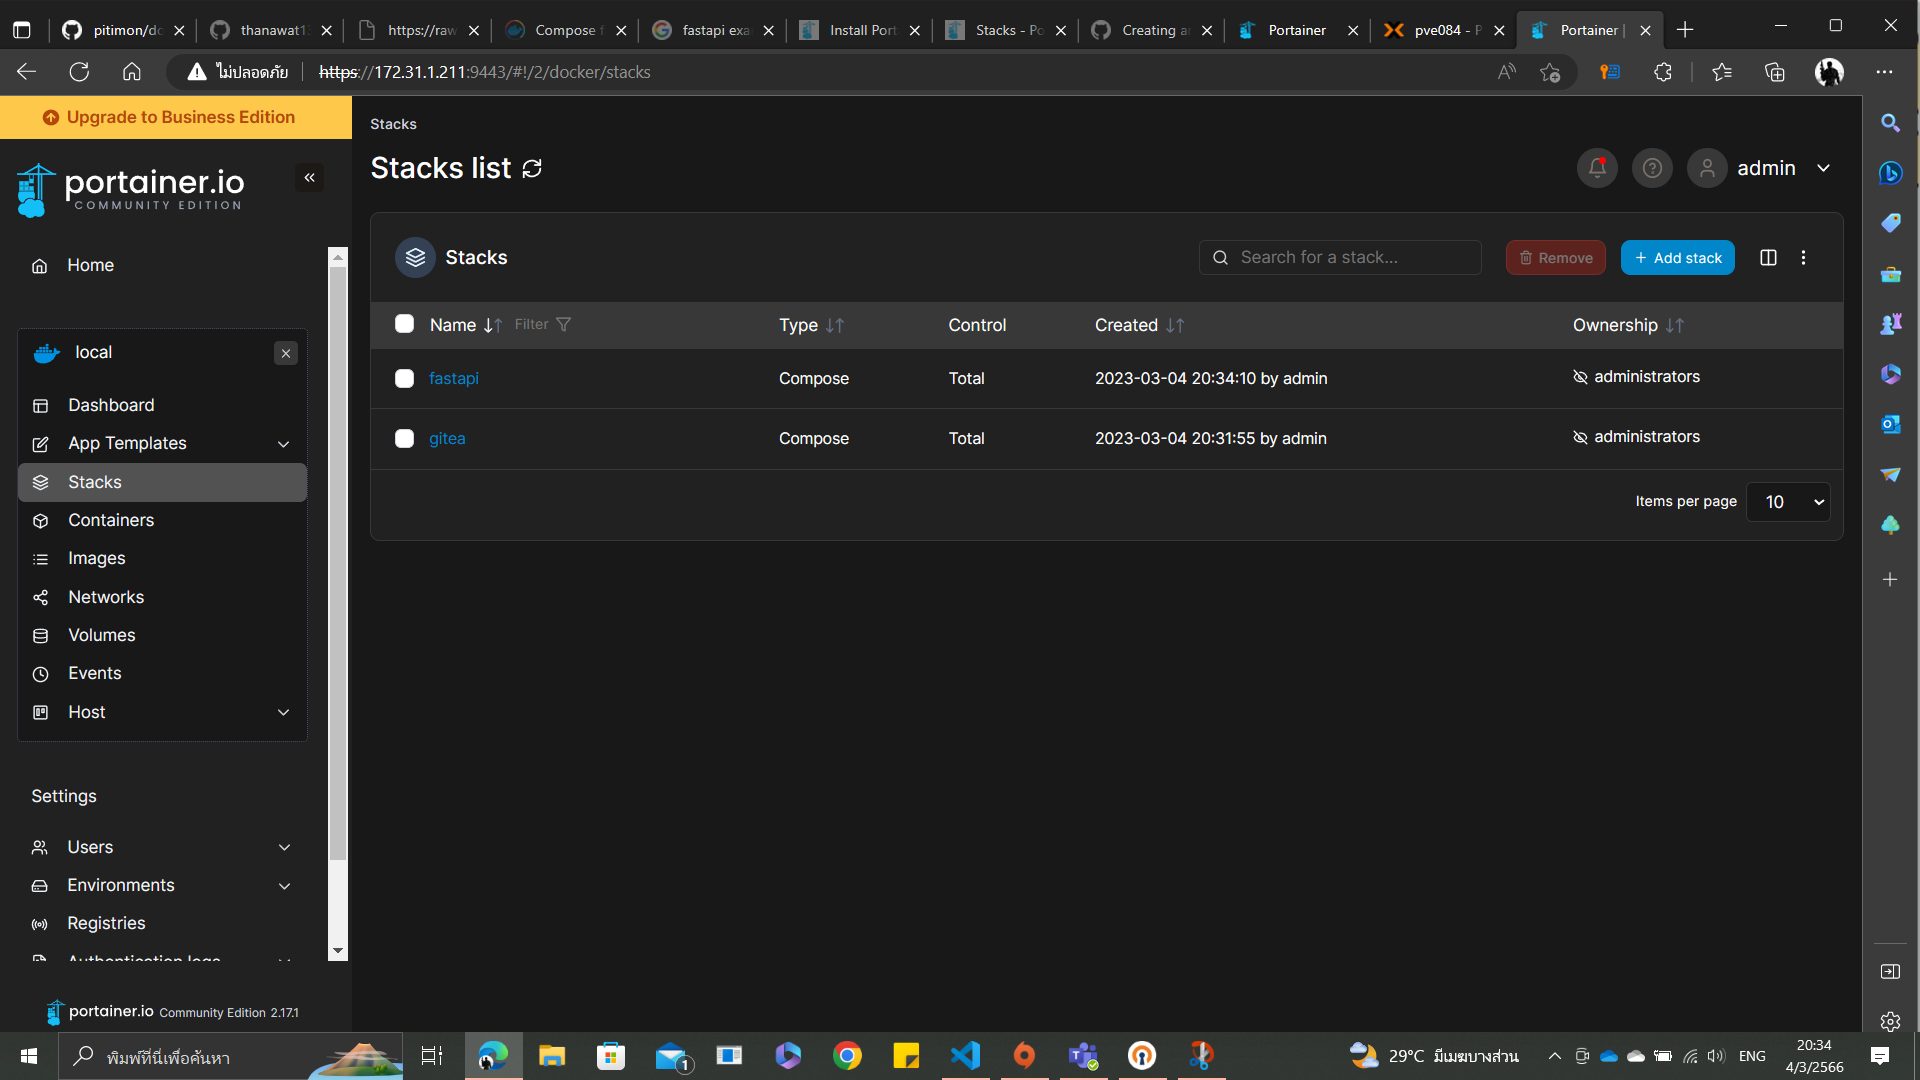 pitimon/do
thanawat1
https://raw
Compose f
fastapi exa
Install Port
Stacks - Po
Creating a
Portainer
pve084 - P
Portainer |
ไม่ปลอดภัย
https://172.31.1.211:9443/#!/2/docker/stacks
Upgrade to Business Edition
portainer.io
COMMUNITY EDITION
Home
local
Dashboard
App Templates
Stacks
Containers
Images
Networks
Volumes
Events
Host
Settings
Users
Environments
Registries
Authentication logs
portainer.io Community Edition 2.17.1
Stacks
Stacks list
admin
Stacks
Search for a stack...
Remove
Add stack
Name Filter Type Control Created Ownership
fastapi Compose Total 2023-03-04 20:34:10 by admin administrators
gitea Compose Total 2023-03-04 20:31:55 by admin administrators
Items per page 10
พิมพ์ที่นี่เพื่อค้นหา
1
29°C มีเมฆบางส่วน
ENG
20:34
4/3/2566